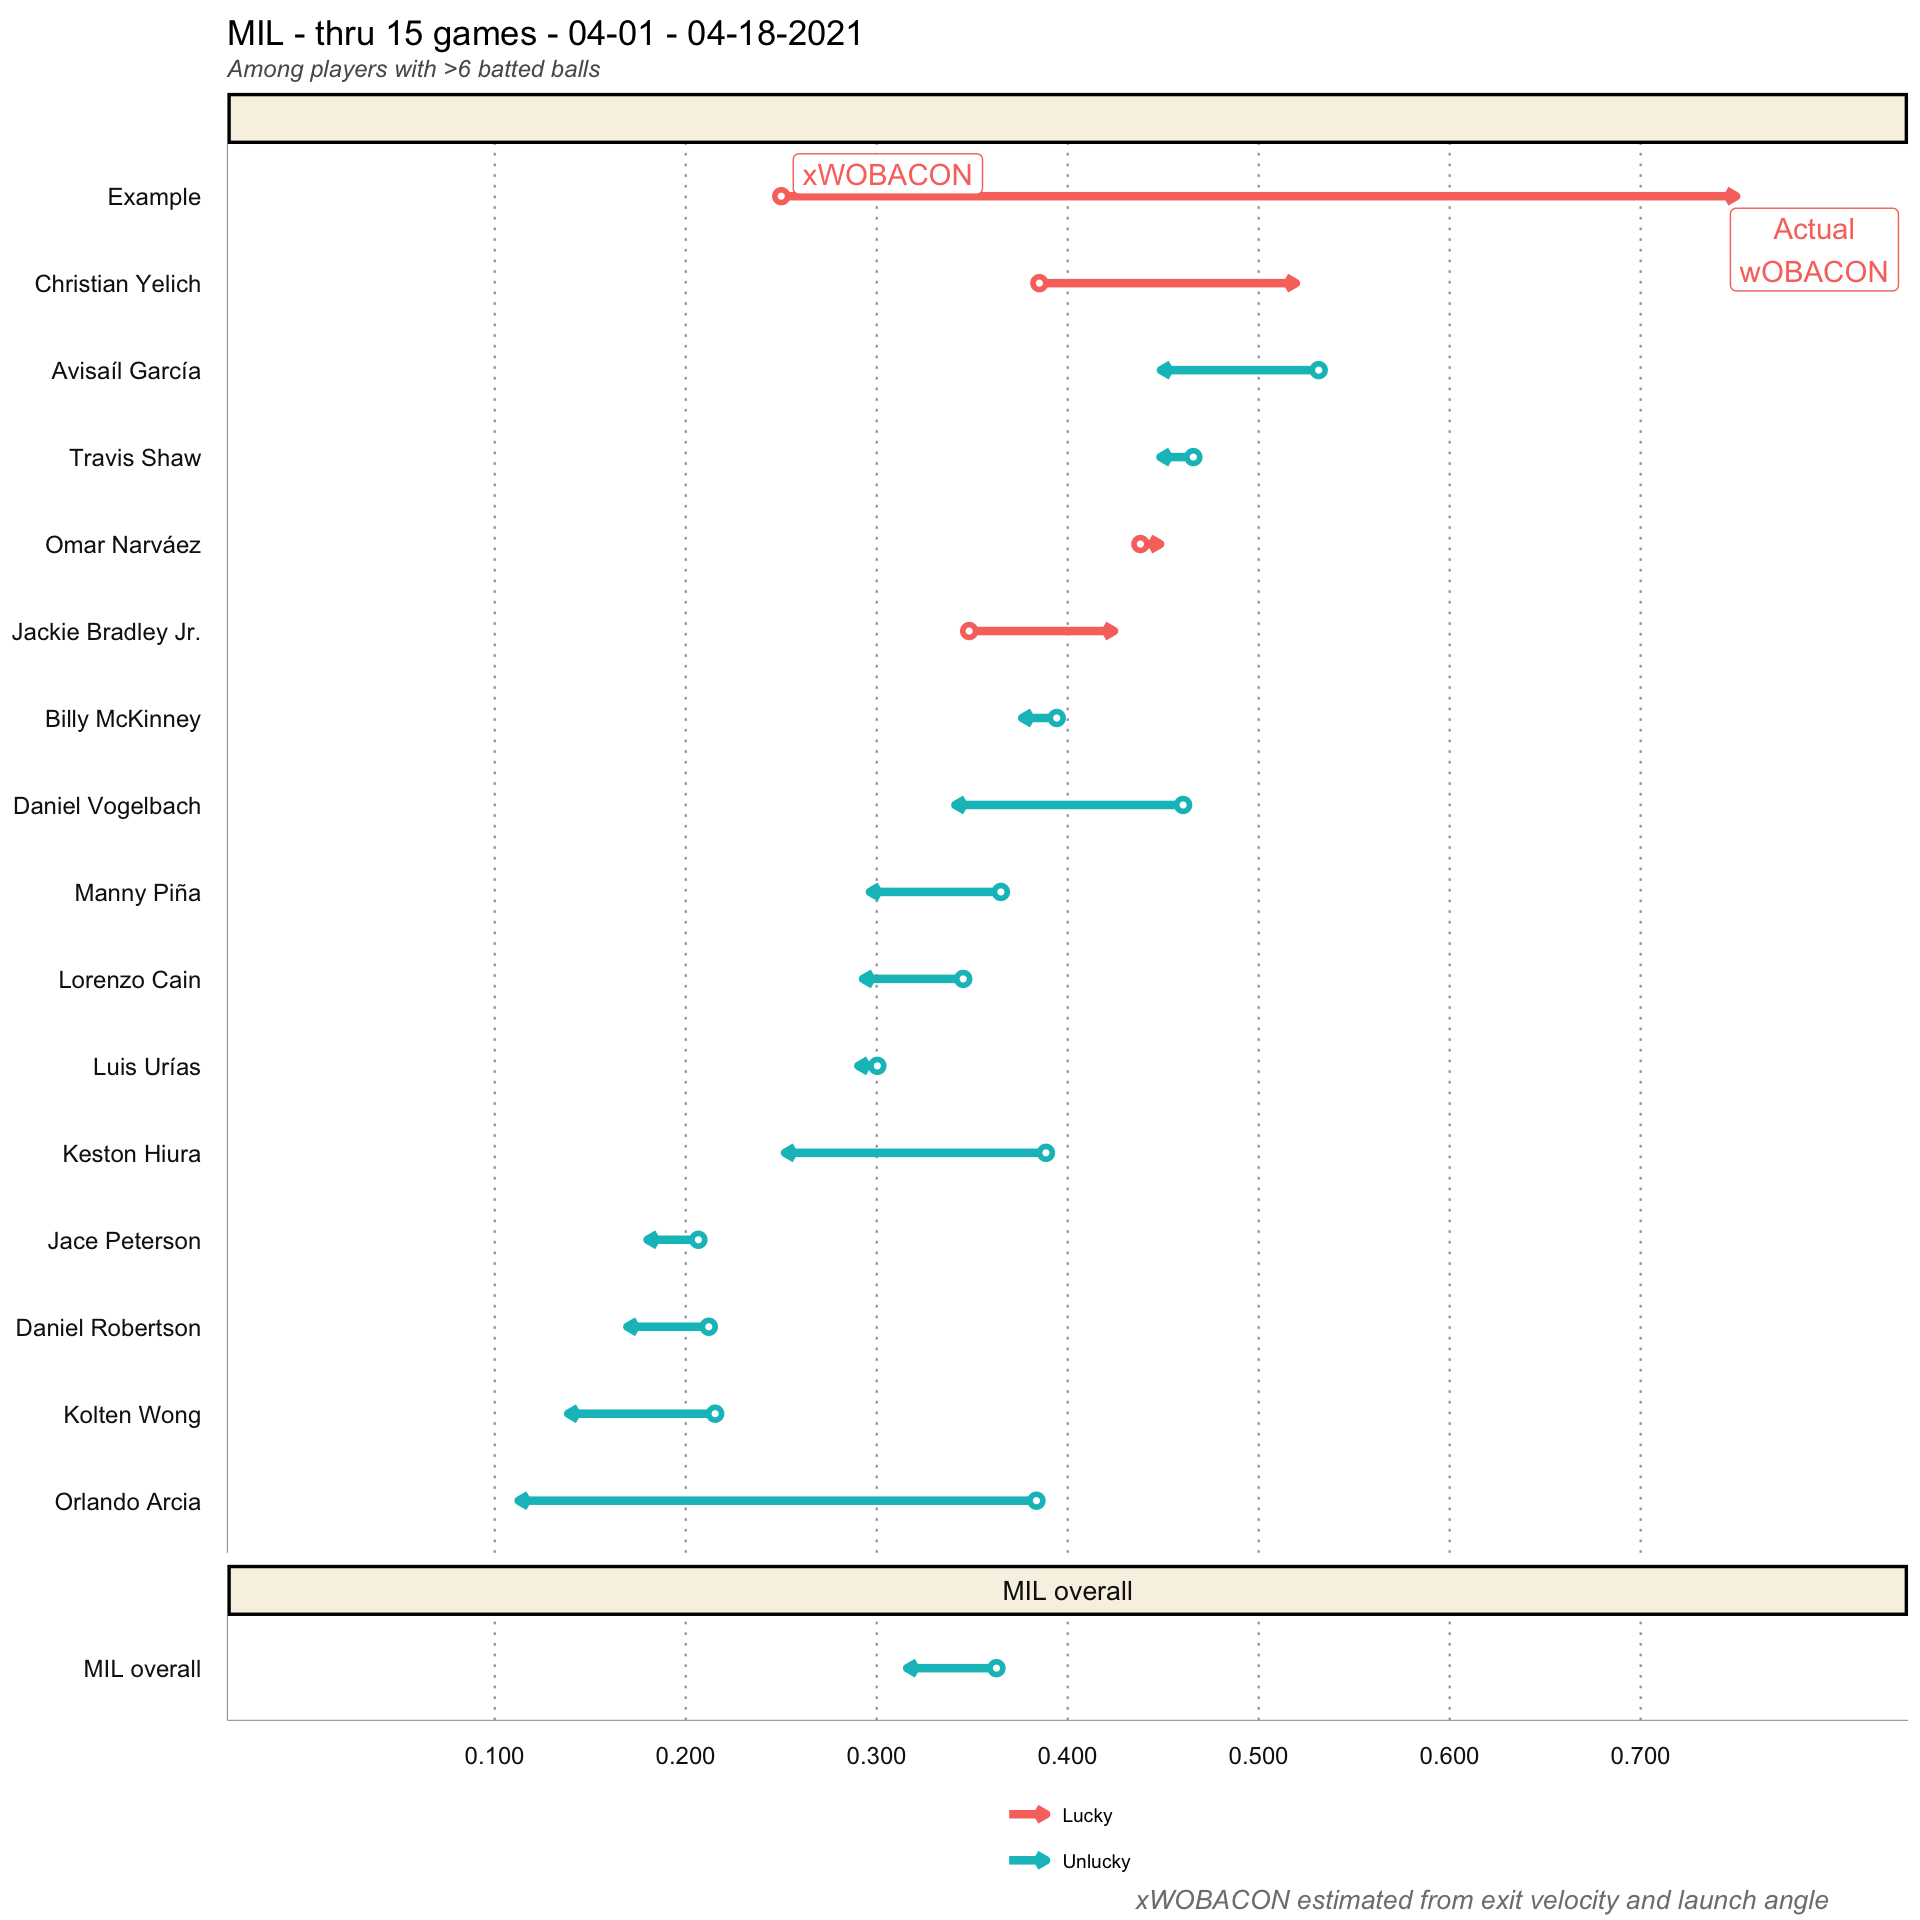 MIL - thru 15 games - 04-01 - 04-18-2021
Among players with >6 batted balls
Example
xWOBACON
Actual
wOBACON
Christian Yelich
Avisaíl García
Travis Shaw
Omar Narváez
Jackie Bradley Jr.
Billy McKinney
Daniel Vogelbach
Manny Piña
Lorenzo Cain
Luis Urías
Keston Hiura
Jace Peterson
Daniel Robertson
Kolten Wong
Orlando Arcia
MIL overall
MIL overall
0.100 0.200 0.300 0.400 0.500 0.600 0.700
Lucky
Unlucky
xWOBACON estimated from exit velocity and launch angle